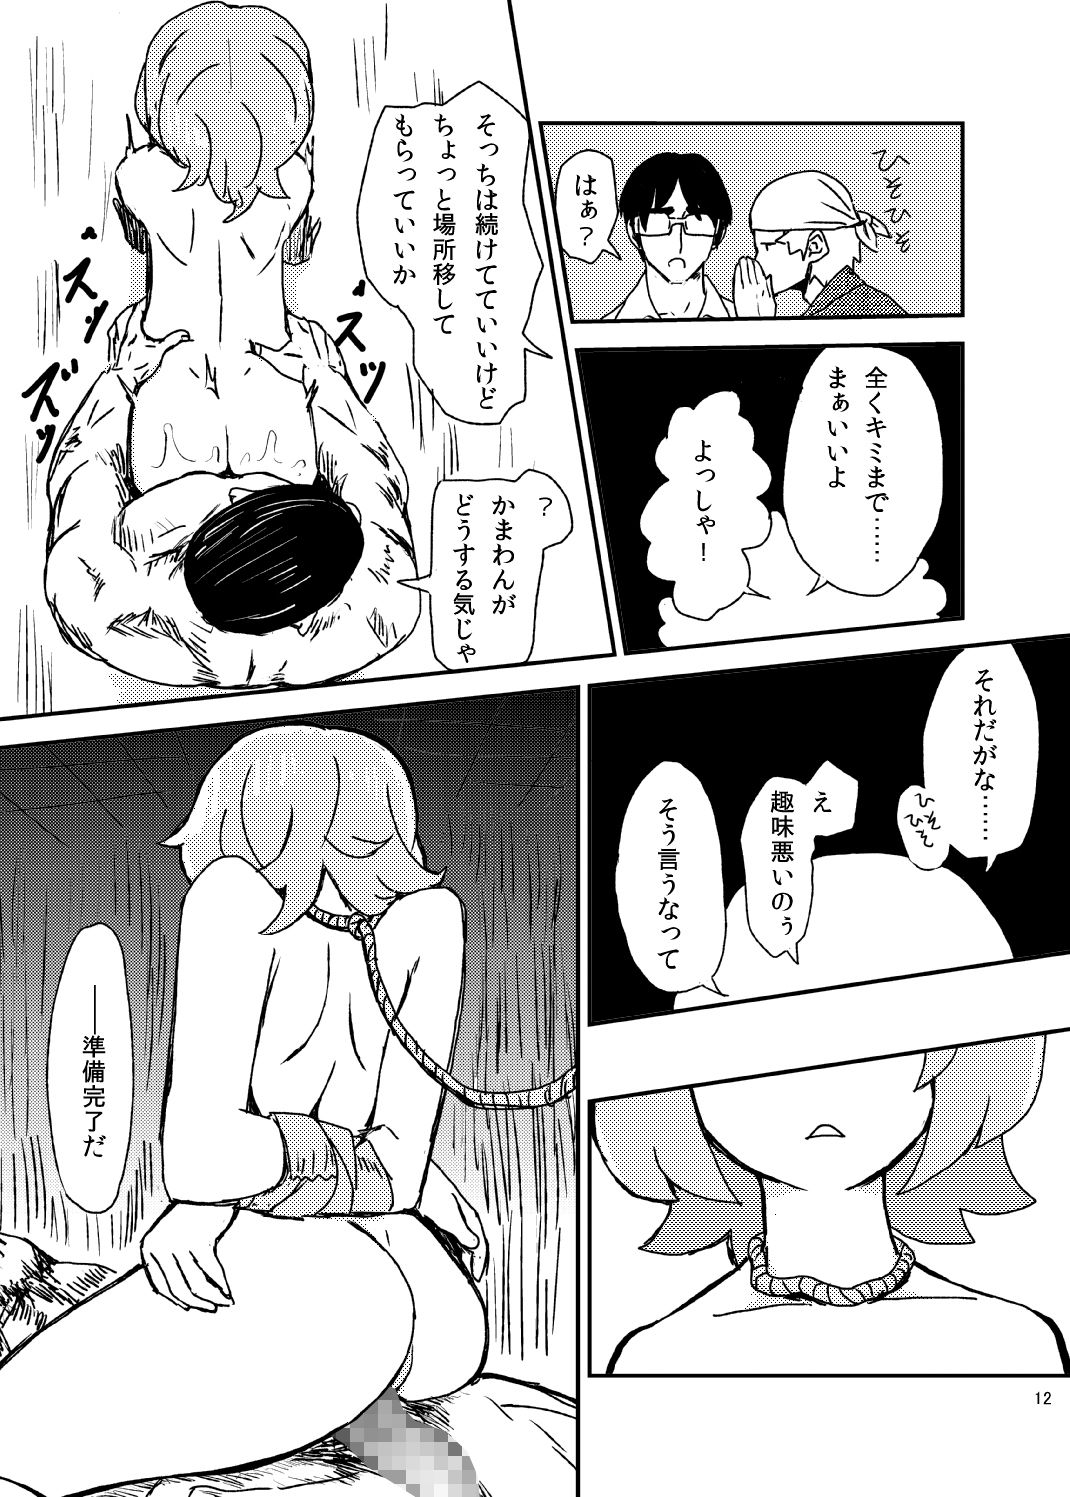 ひそひそ
はぁ？
全くキミまで……
まぁいいよ
よっしゃ！
そっちは続けてていいけど
ちょっと場所移して
もらっていいか
？
かまわんが
どうする気じゃ
スッ
スッ
ズッ
それだがな……
ひそ
ひそ
え
趣味悪いのぅ
そう言うなって
──準備完了だ
12